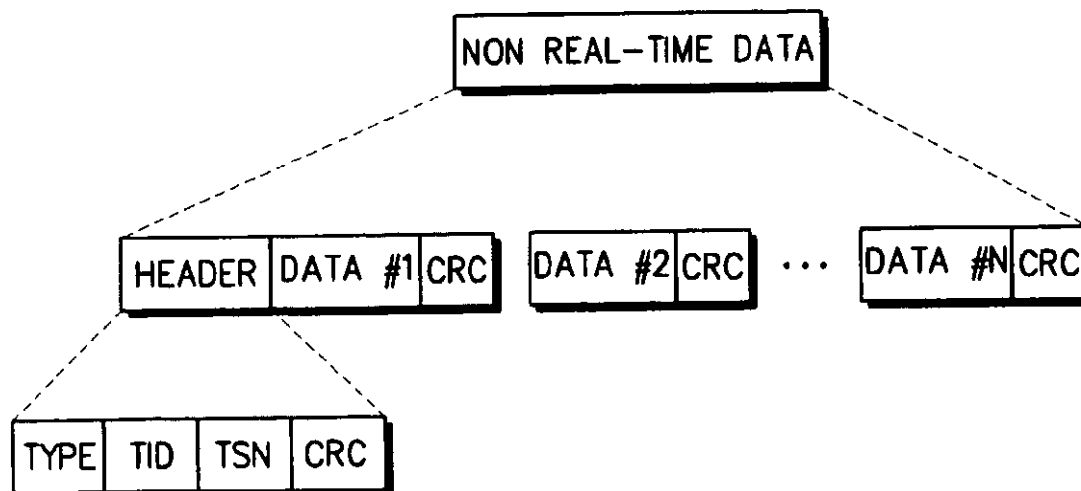 NON REAL-TIME DATA
HEADER DATA #1 CRC DATA #2 CRC ... DATA #N CRC
TYPE TID TSN CRC